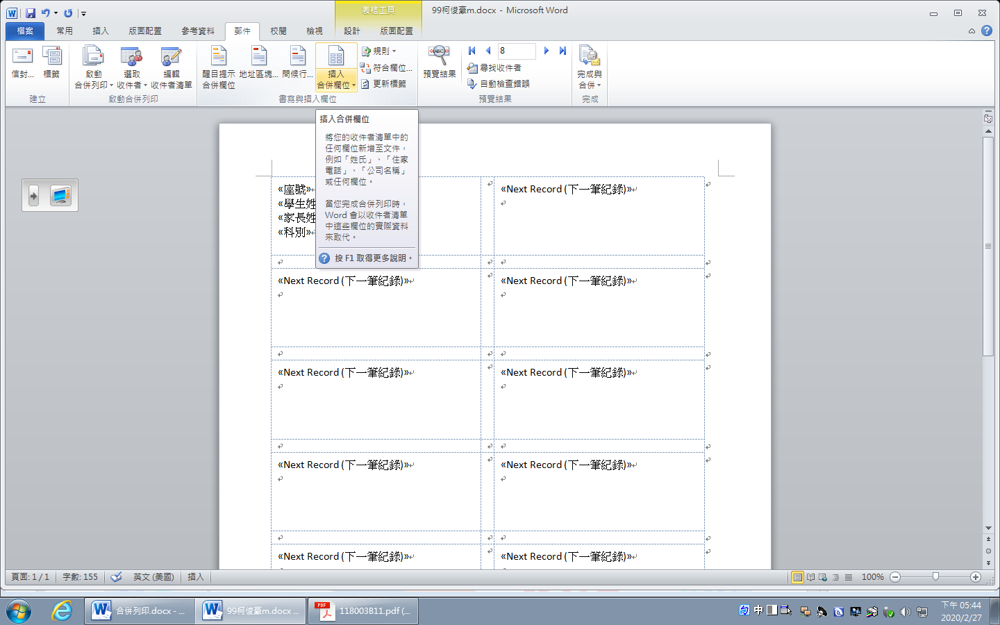 表格工具
99柯俊豪m.docx - Microsoft Word
檔案 常用 插入 版面配置 參考資料 郵件 校閱 檢視 設計 版面配置
信封... 標籤
建立
啟動
合併列印
選取
收件者
編輯
收件者清單
啟動合併列印
醒目提示
合併欄位
地址區塊...
問候行...
插入
合併欄位
規則
符合欄位...
更新標籤
書寫與插入欄位
預覽結果
8
尋找收件者
自動檢查錯誤
預覽結果
完成與
合併
完成
插入合併欄位
將您的收件者清單中的
任何欄位新增至文件，
例如「姓氏」、「住家
電話」、「公司名稱」
或任何欄位。
當您完成合併列印時，
Word 會以收件者清單
中這些欄位的實際資料
來取代。
按 F1 取得更多說明。
«座號»
«學生姓
«家長姓
«科別»
«Next Record (下一筆紀錄)»
«Next Record (下一筆紀錄)» «Next Record (下一筆紀錄)»
«Next Record (下一筆紀錄)» «Next Record (下一筆紀錄)»
«Next Record (下一筆紀錄)» «Next Record (下一筆紀錄)»
«Next Record (下一筆紀錄)» «Next Record (下一筆紀錄)»
頁面: 1 / 1 字數: 155 英文 (美國) 插入 100%
合併列印.docx - ... 99柯俊豪m.docx ... 118003B11.pdf (...
中
下午 05:44
2020/2/27